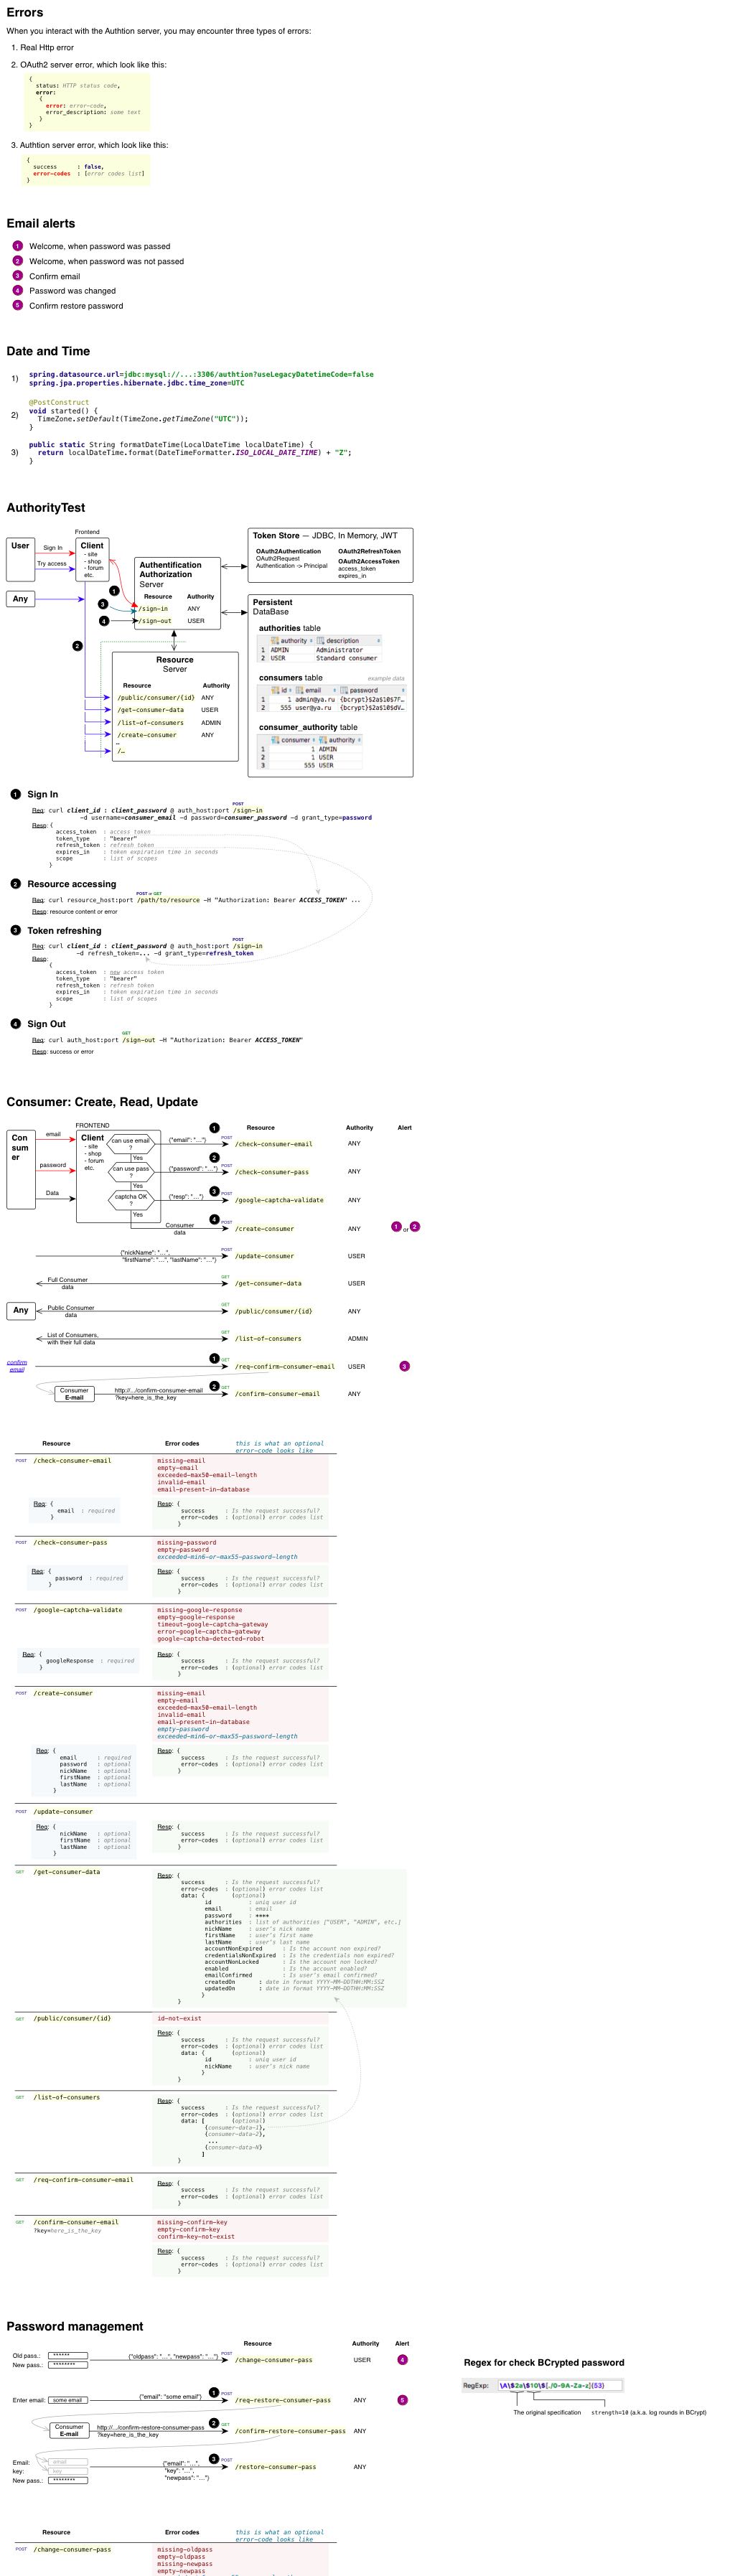 Errors
When you interact with the Authtion server, you may encounter three types of errors:
1. Real Http error
2. OAuth2 server error, which look like this:
{
status: HTTP status code,
error:
{
error: error-code,
error_description: some text
}
}
3. Authtion server error, which look like this:
{
success : false,
error-codes : [error codes list]
}
Email alerts
1 Welcome, when password was passed
2 Welcome, when password was not passed
3 Confirm email
4 Password was changed
5 Confirm restore password
Date and Time
1) spring.datasource.url=jdbc:mysql://...:3306/authtion?useLegacyDatetimeCode=false
spring.jpa.properties.hibernate.jdbc.time_zone=UTC
@PostConstruct
2) void started() {
TimeZone.setDefault(TimeZone.getTimeZone("UTC"));
}
public static String formatDateTime(LocalDateTime localDateTime) {
3) return localDateTime.format(DateTimeFormatter.ISO_LOCAL_DATE_TIME) + "Z";
}
AuthorityTest
User
Sign In
Try access
Any
Frontend
Client
- site
- shop
- forum
etc.
1
3
4
2
Authentification
Authorization
Server
Resource Authority
/sign-in ANY
/sign-out USER
Resource
Server
Resource Authority
/public/consumer/{id} ANY
/get-consumer-data USER
/list-of-consumers ADMIN
/create-consumer ANY
…
/…
Token Store — JDBC, In Memory, JWT
OAuth2Authentication OAuth2RefreshToken
OAuth2Request OAuth2AccessToken
Authentication -> Principal access_token
expires_in
Persistent
DataBase
authorities table
authority description
1 ADMIN Administrator
2 USER Standard consumer
consumers table example data
id email password
1 1 admin@ya.ru {bcrypt}$2a$10$7F…
2 555 user@ya.ru {bcrypt}$2a$10$dV…
consumer_authority table
consumer authority
1 1 ADMIN
2 1 USER
3 555 USER
1 Sign In
POST
Req: curl client_id : client_password @ auth_host:port /sign-in
-d username=consumer_email -d password=consumer_password -d grant_type=password
Resp: {
access_token : access token
token_type : "bearer"
refresh_token : refresh token
expires_in : token expiration time in seconds
scope : list of scopes
}
2 Resource accessing
POST or GET
Req: curl resource_host:port /path/to/resource -H "Authorization: Bearer ACCESS_TOKEN" ...
Resp: resource content or error
3 Token refreshing
POST
Req: curl client_id : client_password @ auth_host:port /sign-in
-d refresh_token=... -d grant_type=refresh_token
Resp:
{
access_token : new access token
token_type : "bearer"
refresh_token : refresh token
expires_in : token expiration time in seconds
scope : list of scopes
}
4 Sign Out
GET
Req: curl auth_host:port /sign-out -H "Authorization: Bearer ACCESS_TOKEN"
Resp: success or error
Consumer: Create, Read, Update
FRONTEND
Resource Authority Alert
Con
sum
er
email
password
Data
Client
- site
- shop
- forum
etc.
can use email
?
Yes
can use pass
?
Yes
captcha OK
?
Yes
{"email": "…"} 1 POST /check-consumer-email ANY
{"password": "…"} 2 POST /check-consumer-pass ANY
{"resp": "…"} 3 POST /google-captcha-validate ANY
Consumer
data
4 POST /create-consumer ANY 1 or 2
{"nickName": "…",
"firstName": "…", "lastName": "…"} POST /update-consumer USER
Full Consumer
data
GET /get-consumer-data USER
Any
Public Consumer
data
GET /public/consumer/{id} ANY
List of Consumers,
with their full data
GET /list-of-consumers ADMIN
confirm
email
1 GET /req-confirm-consumer-email USER 3
Consumer
E-mail
http://.../confirm-consumer-email
?key=here_is_the_key
2 GET /confirm-consumer-email ANY
Resource Error codes this is what an optional
error-code looks like
POST /check-consumer-email missing-email
empty-email
exceeded-max50-email-length
invalid-email
email-present-in-database
Req: {
email : required
}
Resp: {
success : Is the request successful?
error-codes : (optional) error codes list
}
POST /check-consumer-pass missing-password
empty-password
exceeded-min6-or-max55-password-length
Req: {
password : required
}
Resp: {
success : Is the request successful?
error-codes : (optional) error codes list
}
POST /google-captcha-validate missing-google-response
empty-google-response
timeout-google-captcha-gateway
error-google-captcha-gateway
google-captcha-detected-robot
Req: {
googleResponse : required
}
Resp: {
success : Is the request successful?
error-codes : (optional) error codes list
}
POST /create-consumer missing-email
empty-email
exceeded-max50-email-length
invalid-email
email-present-in-database
empty-password
exceeded-min6-or-max55-password-length
Req: {
email : required
password : optional
nickName : optional
firstName : optional
lastName : optional
}
Resp: {
success : Is the request successful?
error-codes : (optional) error codes list
}
POST /update-consumer
Req: {
nickName : optional
firstName : optional
lastName : optional
}
Resp: {
success : Is the request successful?
error-codes : (optional) error codes list
}
GET /get-consumer-data
Resp: {
success : Is the request successful?
error-codes : (optional) error codes list
data: { (optional)
id : uniq user id
email : email
password : ****
authorities : list of authorities ["USER", "ADMIN", etc.]
nickName : user's nick name
firstName : user's first name
lastName : user's last name
accountNonExpired : Is the account non expired?
credentialsNonExpired : Is the credentials non expired?
accountNonLocked : Is the account non locked?
enabled : Is the account enabled?
emailConfirmed : Is user's email confirmed?
createdOn : date in format YYYY-MM-DDTHH:MM:SSZ
updatedOn : date in format YYYY-MM-DDTHH:MM:SSZ
}
}
GET /public/consumer/{id} id-not-exist
Resp: {
success : Is the request successful?
error-codes : (optional) error codes list
data: { (optional)
id : uniq user id
nickName : user's nick name
}
}
GET /list-of-consumers
Resp: {
success : Is the request successful?
error-codes : (optional) error codes list
data: [ (optional)
{consumer-data-1},
{consumer-data-2},
...
{consumer-data-N}
]
}
GET /req-confirm-consumer-email
Resp: {
success : Is the request successful?
error-codes : (optional) error codes list
}
GET /confirm-consumer-email
?key=here_is_the_key
missing-confirm-key
empty-confirm-key
confirm-key-not-exist
Resp: {
success : Is the request successful?
error-codes : (optional) error codes list
}
Password management
Resource Authority Alert
Old pass.: ******
New pass.: ********
{"oldpass": "…", "newpass": "…"} POST /change-consumer-pass USER 4
Enter email: some email
{"email": "some email"} 1 POST /req-restore-consumer-pass ANY 5
Consumer
E-mail
http://.../confirm-restore-consumer-pass
?key=here_is_the_key
2 GET /confirm-restore-consumer-pass ANY
Email: email
key: key
New pass.: ********
{"email": "…",
"key": "…",
"newpass": "…"}
3 POST /restore-consumer-pass ANY
Regex for check BCrypted password
RegExp: \A\$2a\$10\$[./0-9A-Za-z]{53}
The original specification strength=10 (a.k.a. log rounds in BCrypt)
Resource Error codes this is what an optional
error-code looks like
POST /change-consumer-pass missing-oldpass
empty-oldpass
missing-newpass
empty-newpass